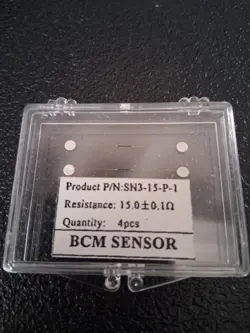 Product P/N:SN3-15-P-1
Resistance: 15.0±0.1Ω
Quantity: 4pcs
BCM SENSOR